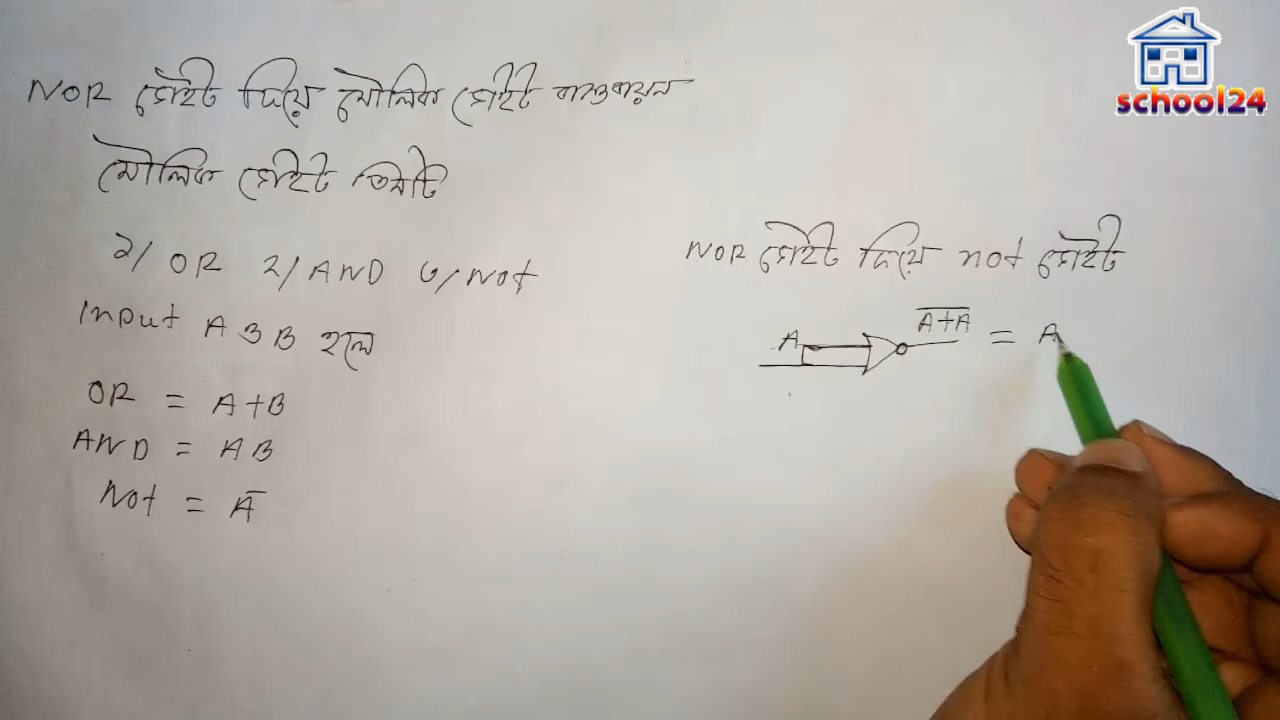 NOR গেইট দিয়ে মৌলিক গেইট বাস্তবায়ন
মৌলিক গেইট তিনটি
১/ OR ২/ AND ৩/ Not
Input A ও B হলে
OR = A+B
AND = AB
Not = A̅
NOR গেইট দিয়ে not গেইট
A A̅+̅A̅ = A
school24